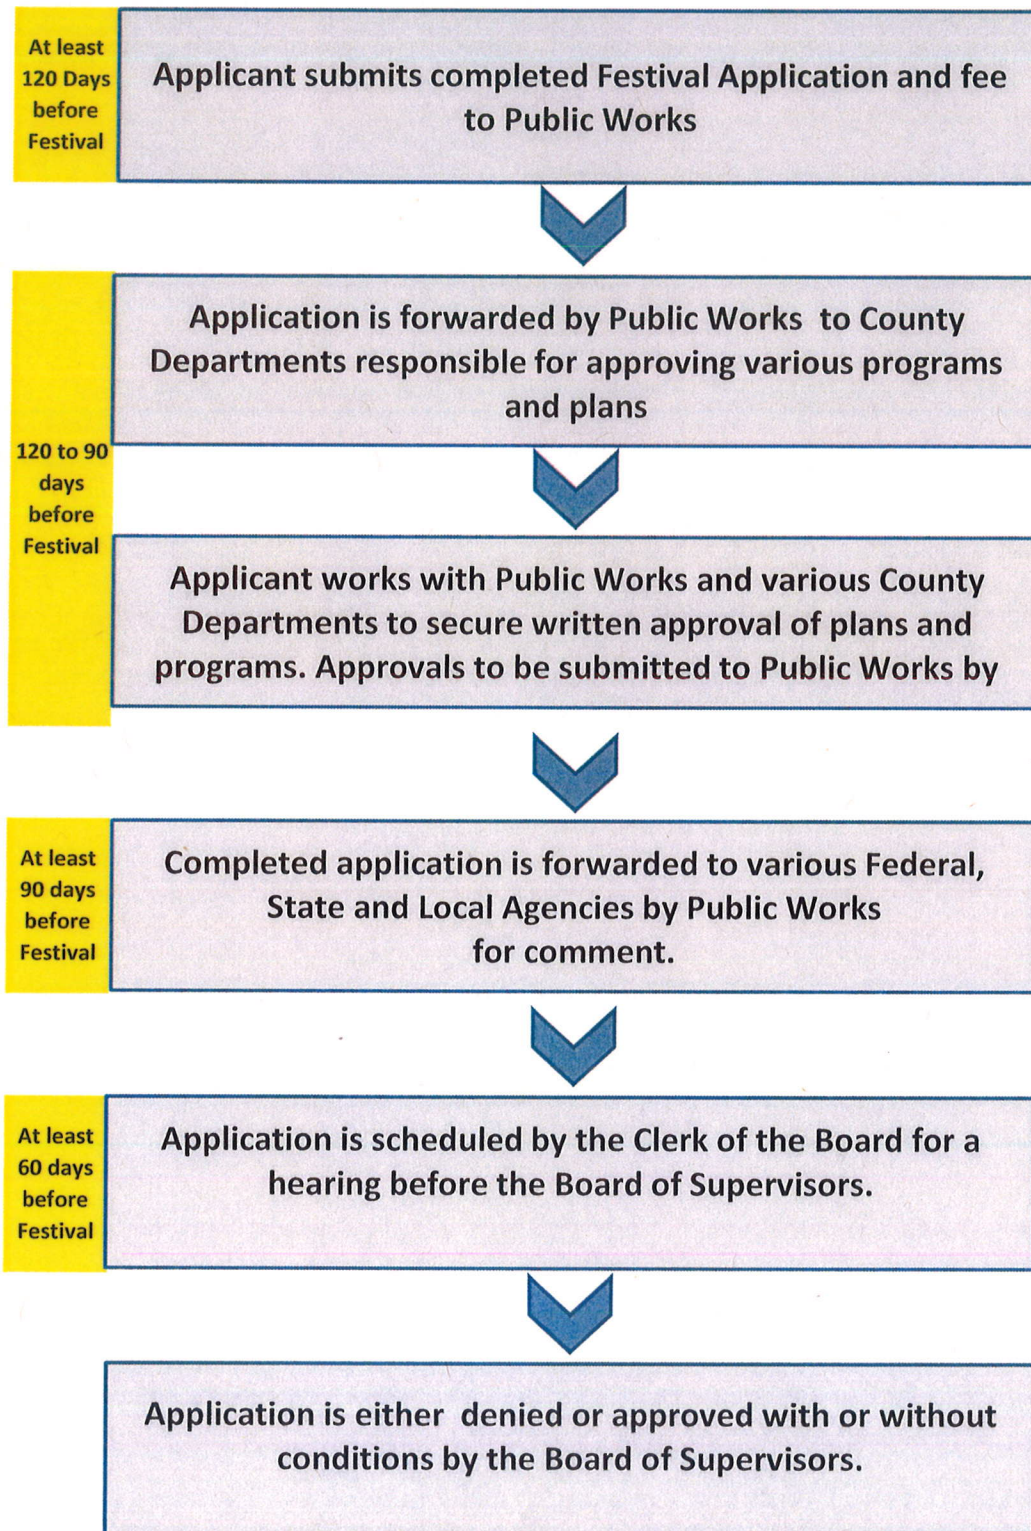 At least
120 Days
before
Festival
Applicant submits completed Festival Application and fee
to Public Works
120 to 90
days
before
Festival
Application is forwarded by Public Works to County
Departments responsible for approving various programs
and plans
Applicant works with Public Works and various County
Departments to secure written approval of plans and
programs. Approvals to be submitted to Public Works by
At least
90 days
before
Festival
Completed application is forwarded to various Federal,
State and Local Agencies by Public Works
for comment.
At least
60 days
before
Festival
Application is scheduled by the Clerk of the Board for a
hearing before the Board of Supervisors.
Application is either denied or approved with or without
conditions by the Board of Supervisors.